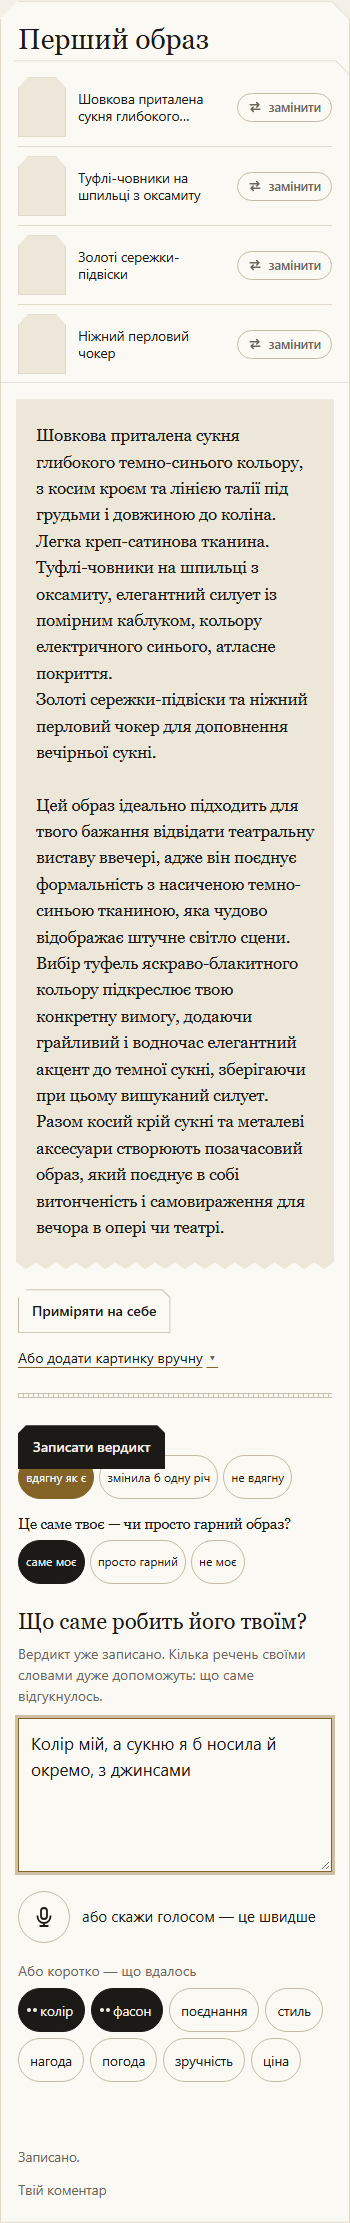 Перший образ
Шовкова приталена
сукня глибокого...
замінити
Туфлі-човники на
шпильці з оксамиту
замінити
Золоті сережки-
підвіски
замінити
Ніжний перловий
чокер
замінити
Шовкова приталена сукня
глибокого темно-синього кольору,
з косим кроєм та лінією талії під
грудьми і довжиною до коліна.
Легка креп-сатинова тканина.
Туфлі-човники на шпильці з
оксамиту, елегантний силует із
помірним каблуком, кольору
електричного синього, атласне
покриття.
Золоті сережки-підвіски та ніжний
перловий чокер для доповнення
вечірньої сукні.
Цей образ ідеально підходить для
твого бажання відвідати театральну
виставу ввечері, адже він поєднує
формальність з насиченою темно-
синьою тканиною, яка чудово
відображає штучне світло сцени.
Вибір туфель яскраво-блакитного
кольору підкреслює твою
конкретну вимогу, додаючи
грайливий і водночас елегантний
акцент до темної сукні, зберігаючи
при цьому вишуканий силует.
Разом косий крій сукні та металеві
аксесуари створюють позачасовий
образ, який поєднує в собі
витонченість і самовираження для
вечора в опері чи театрі.
Приміряти на себе
Або додати картинку вручну
Записати вердикт
вдягну як є змінила б одну річ не вдягну
Це саме твоє — чи просто гарний образ?
саме моє просто гарний не моє
Що саме робить його твоїм?
Вердикт уже записано. Кілька речень своїми
словами дуже допоможуть: що саме
відгукнулось.
Колір мій, а сукню я б носила й
окремо, з джинсами
або скажи голосом — це швидше
Або коротко — що вдалось
колір фасон поєднання стиль
нагода погода зручність ціна
Записано.
Твій коментар